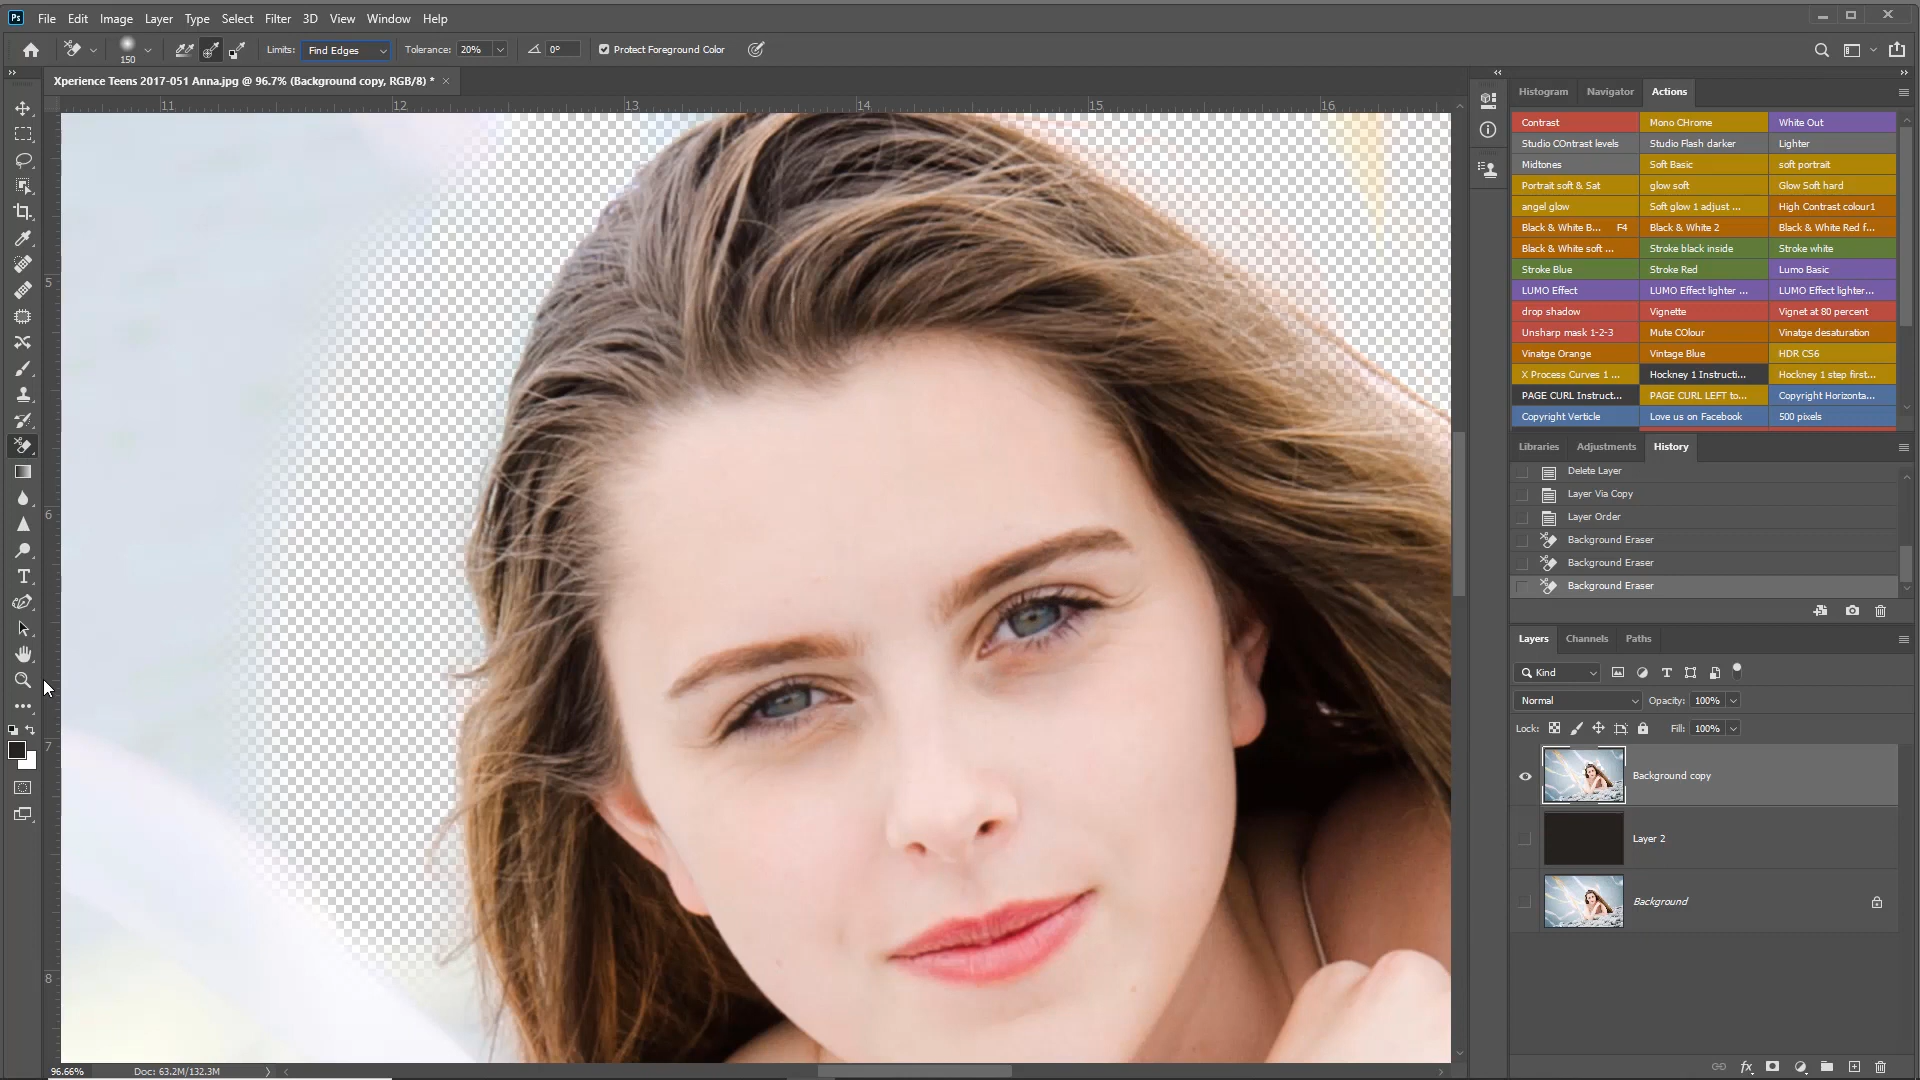 Ps File Edit Image Layer Type Select Filter 3D View Window Help
150 Limits: Find Edges Tolerance: 20% 0° Protect Foreground Color
Xperience Teens 2017-051 Anna.jpg @ 96.7% (Background copy, RGB/8) * ×
11 12 13 14 15 16
5
6
7
8
96.66% Doc: 63.2M/132.3M
Histogram Navigator Actions
Contrast Mono CHrome White Out
Studio COntrast levels Studio Flash darker Lighter
Midtones Soft Basic soft portrait
Portrait soft & Sat glow soft Glow Soft hard
angel glow Soft glow 1 adjust ... High Contrast colour1
Black & White B... F4 Black & White 2 Black & White Red f...
Black & White soft ... Stroke black inside Stroke white
Stroke Blue Stroke Red Lumo Basic
LUMO Effect LUMO Effect lighter ... LUMO Effect lighter...
drop shadow Vignette Vignet at 80 percent
Unsharp mask 1-2-3 Mute COlour Vinatge desaturation
Vinatge Orange Vintage Blue HDR CS6
X Process Curves 1 ... Hockney 1 Instructi... Hockney 1 step first...
PAGE CURL Instruct... PAGE CURL LEFT to... Copyright Horizonta...
Copyright Verticle Love us on Facebook 500 pixels
Libraries Adjustments History
Delete Layer
Layer Via Copy
Layer Order
Background Eraser
Background Eraser
Background Eraser
Layers Channels Paths
Kind
Normal Opacity: 100%
Lock: Fill: 100%
Background copy
Layer 2
Background
fx